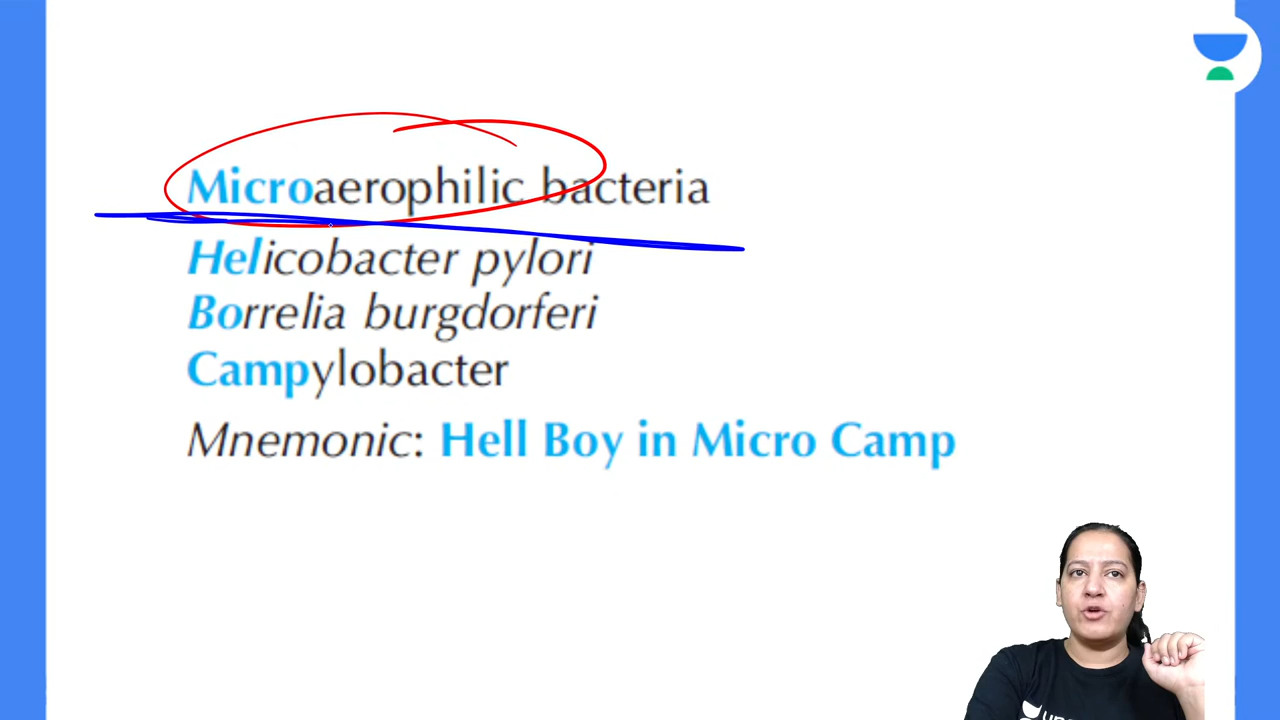 Microaerophilic bacteria
Helicobacter pylori
Borrelia burgdorferi
Campylobacter
Mnemonic: Hell Boy in Micro Camp